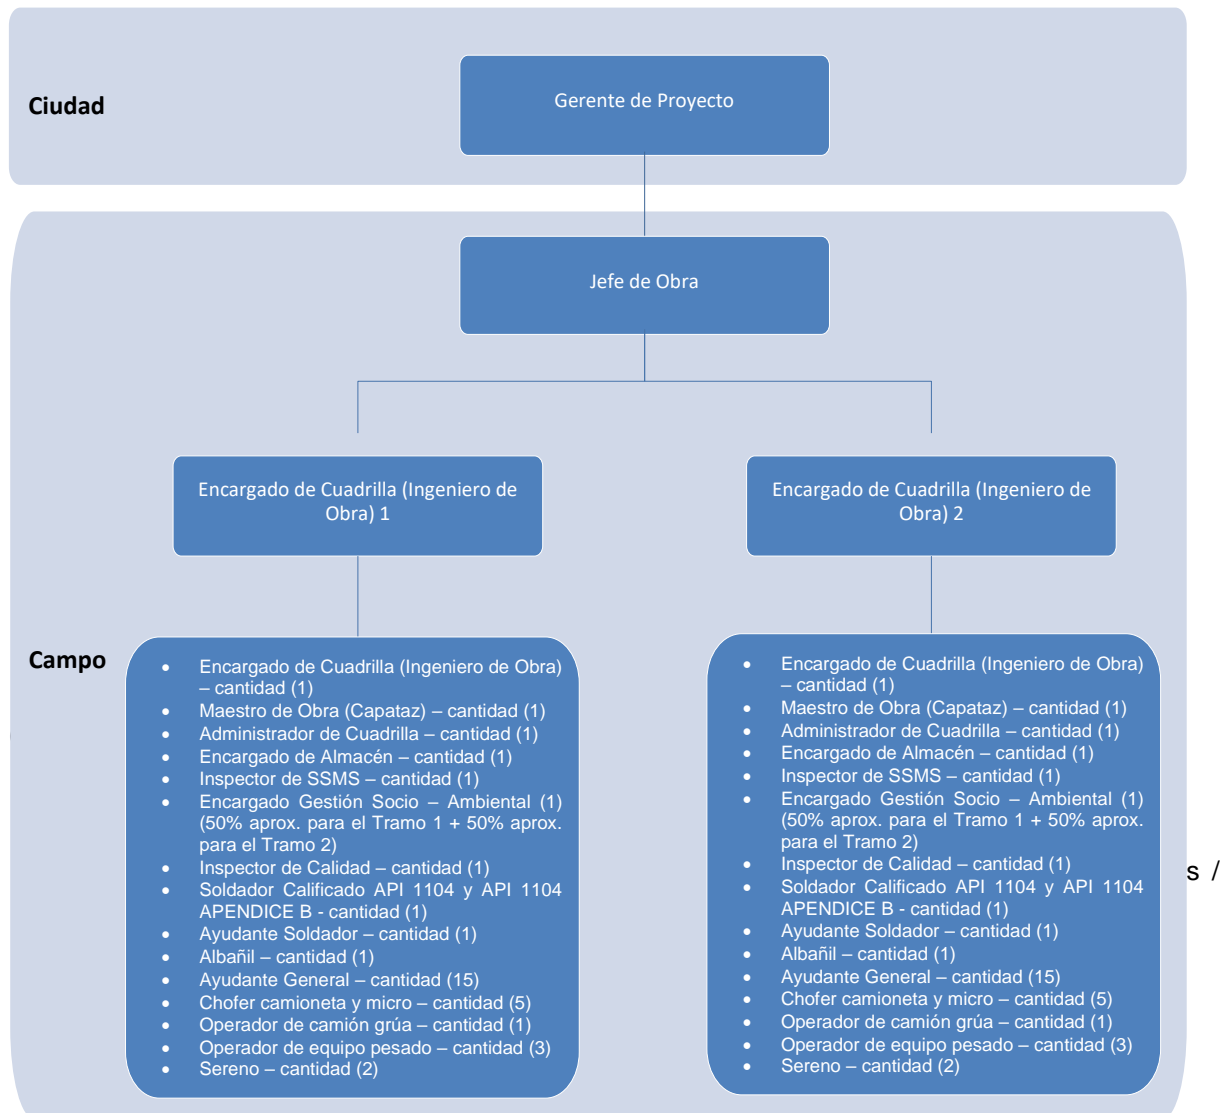 Ciudad
Gerente de Proyecto
Jefe de Obra
Encargado de Cuadrilla (Ingeniero de
Obra) 1
Encargado de Cuadrilla (Ingeniero de
Obra) 2
Campo
• Encargado de Cuadrilla (Ingeniero de Obra)
– cantidad (1)
• Maestro de Obra (Capataz) – cantidad (1)
• Administrador de Cuadrilla – cantidad (1)
• Encargado de Almacén – cantidad (1)
• Inspector de SSMS – cantidad (1)
• Encargado Gestión Socio – Ambiental (1)
(50% aprox. para el Tramo 1 + 50% aprox.
para el Tramo 2)
• Inspector de Calidad – cantidad (1)
• Soldador Calificado API 1104 y API 1104
APENDICE B - cantidad (1)
• Ayudante Soldador – cantidad (1)
• Albañil – cantidad (1)
• Ayudante General – cantidad (15)
• Chofer camioneta y micro – cantidad (5)
• Operador de camión grúa – cantidad (1)
• Operador de equipo pesado – cantidad (3)
• Sereno – cantidad (2)
• Encargado de Cuadrilla (Ingeniero de Obra)
– cantidad (1)
• Maestro de Obra (Capataz) – cantidad (1)
• Administrador de Cuadrilla – cantidad (1)
• Encargado de Almacén – cantidad (1)
• Inspector de SSMS – cantidad (1)
• Encargado Gestión Socio – Ambiental (1)
(50% aprox. para el Tramo 1 + 50% aprox.
para el Tramo 2)
• Inspector de Calidad – cantidad (1)
• Soldador Calificado API 1104 y API 1104
APENDICE B - cantidad (1)
• Ayudante Soldador – cantidad (1)
• Albañil – cantidad (1)
• Ayudante General – cantidad (15)
• Chofer camioneta y micro – cantidad (5)
• Operador de camión grúa – cantidad (1)
• Operador de equipo pesado – cantidad (3)
• Sereno – cantidad (2)
s /